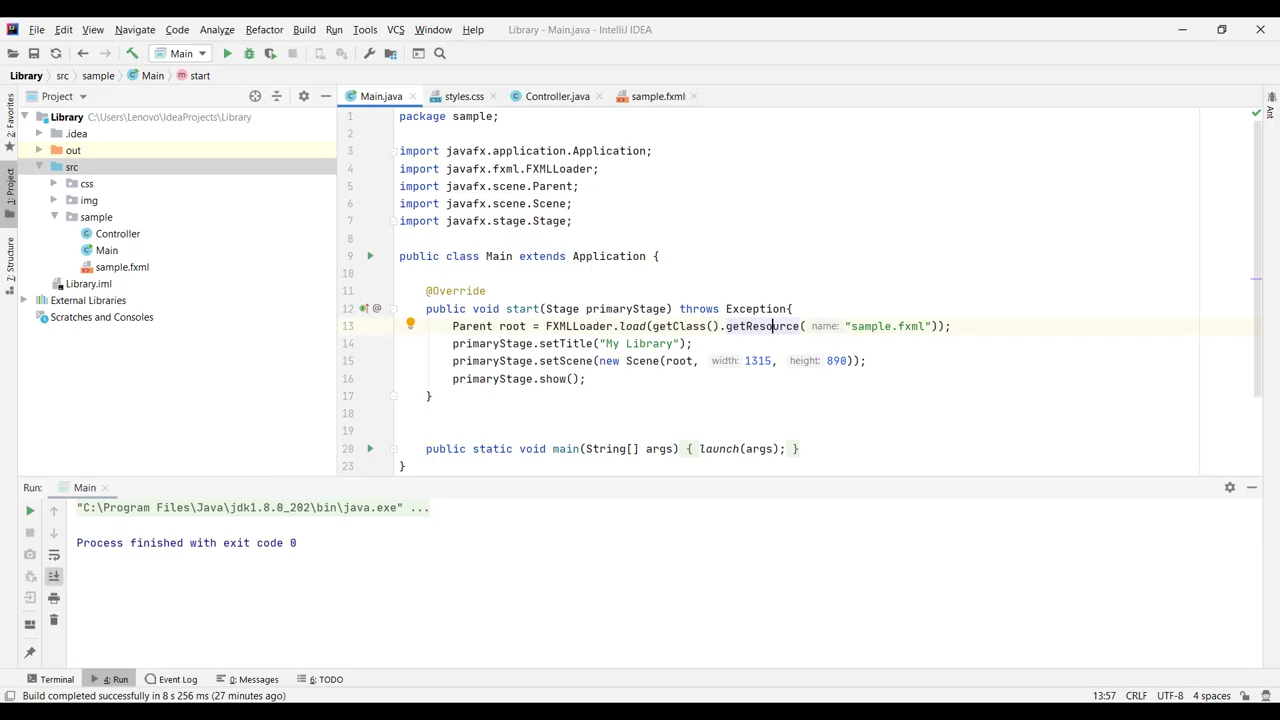 File Edit View Navigate Code Analyze Refactor Build Run Tools VCS Window Help Library - Main.java - IntelliJ IDEA
Main
Library src sample Main start
Project
Main.java styles.css Controller.java sample.fxml
Library C:\Users\Lenovo\IdeaProjects\Library
.idea
out
src
css
img
sample
Controller
Main
sample.fxml
Library.iml
External Libraries
Scratches and Consoles
2: Favorites
1: Project
7: Structure
Ant
1 package sample;
2
3 import javafx.application.Application;
4 import javafx.fxml.FXMLLoader;
5 import javafx.scene.Parent;
6 import javafx.scene.Scene;
7 import javafx.stage.Stage;
8
9 public class Main extends Application {
10
11 @Override
12 @ public void start(Stage primaryStage) throws Exception{
13 Parent root = FXMLLoader.load(getClass().getResource( name: "sample.fxml"));
14 primaryStage.setTitle("My Library");
15 primaryStage.setScene(new Scene(root, width: 1315, height: 890));
16 primaryStage.show();
17 }
18
19
20 public static void main(String[] args) { launch(args); }
23 }
Run: Main
"C:\Program Files\Java\jdk1.8.0_202\bin\java.exe" ...
Process finished with exit code 0
Terminal 4: Run Event Log 0: Messages 6: TODO
Build completed successfully in 8 s 256 ms (27 minutes ago) 13:57 CRLF UTF-8 4 spaces